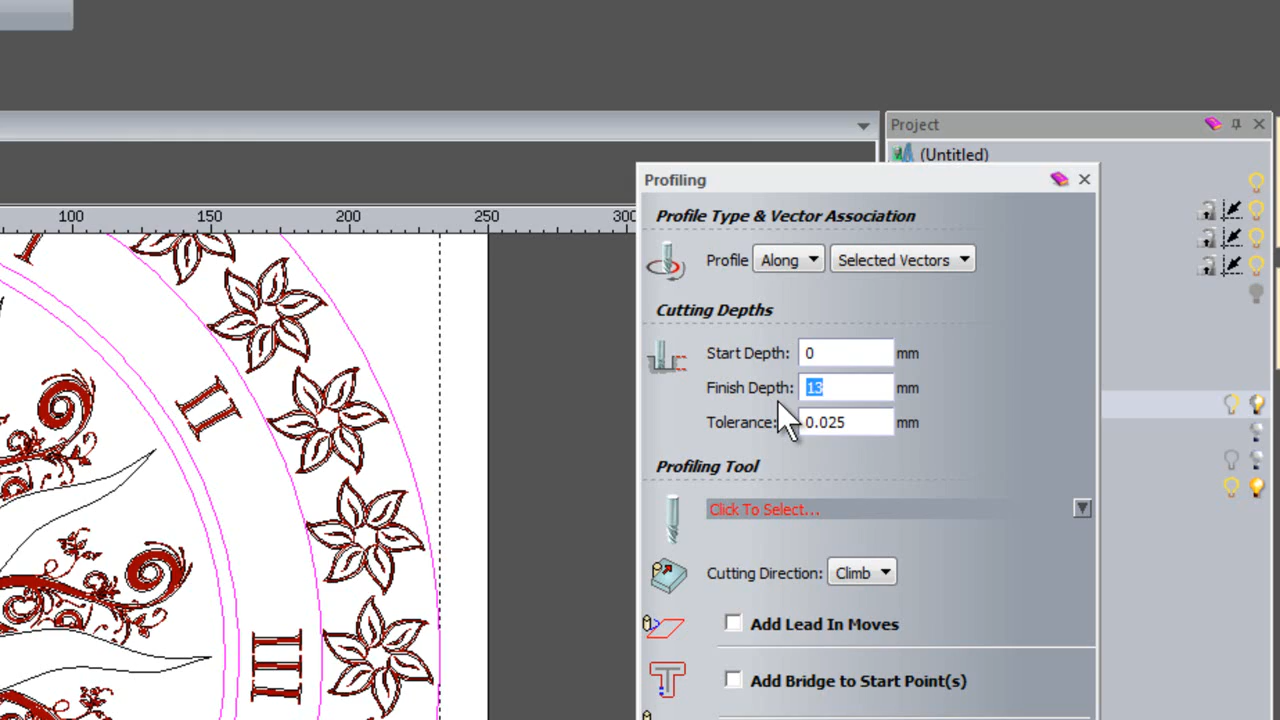 Project
(Untitled)
Profiling
Profile Type & Vector Association
100 150 200 250 300
Profile Along Selected Vectors
Cutting Depths
Start Depth: 0 mm
Finish Depth: 13 mm
Tolerance: 0.025 mm
Profiling Tool
Click To Select...
Cutting Direction: Climb
Add Lead In Moves
Add Bridge to Start Point(s)
I
II
III